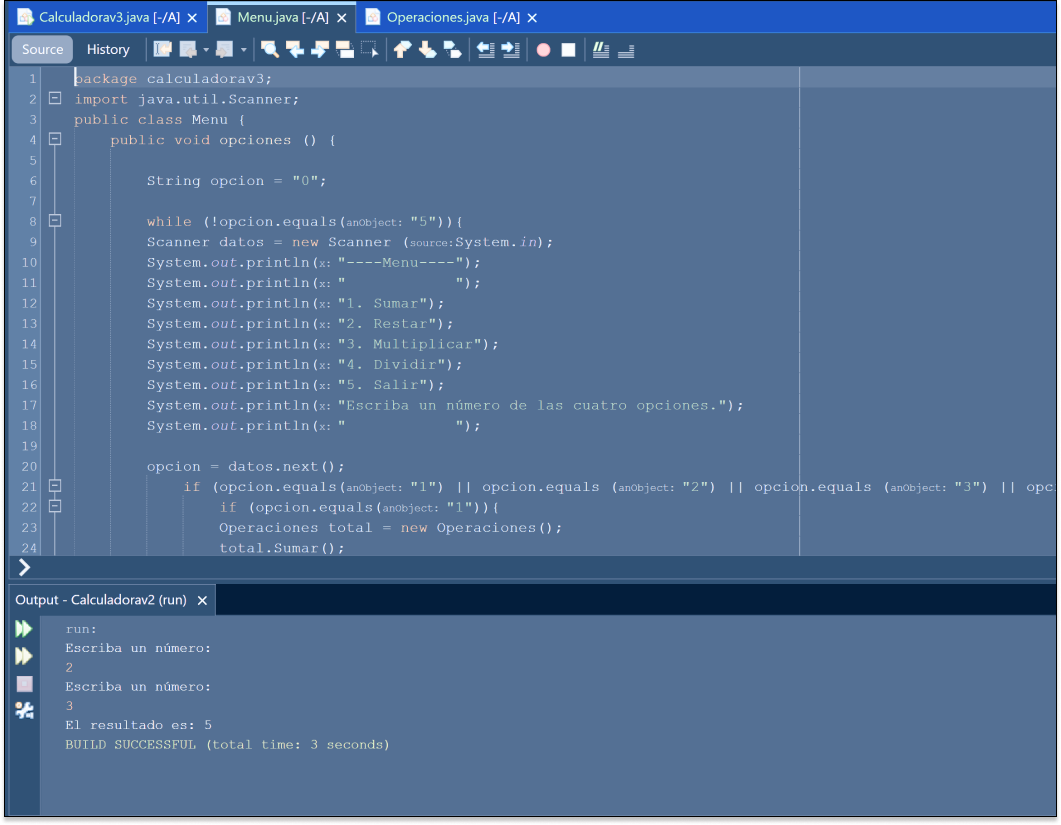 Calculadorav3.java [-/A] × Menu.java [-/A] × Operaciones.java [-/A] ×
Source History
1 package calculadorav3;
2 import java.util.Scanner;
3 public class Menu {
4 public void opciones () {
5
6 String opcion = "0";
7
8 while (!opcion.equals(anObject: "5")){
9 Scanner datos = new Scanner (source:System.in);
10 System.out.println(x: "----Menu----");
11 System.out.println(x: "            ");
12 System.out.println(x: "1. Sumar");
13 System.out.println(x: "2. Restar");
14 System.out.println(x: "3. Multiplicar");
15 System.out.println(x: "4. Dividir");
16 System.out.println(x: "5. Salir");
17 System.out.println(x: "Escriba un número de las cuatro opciones.");
18 System.out.println(x: "            ");
19
20 opcion = datos.next();
21 if (opcion.equals(anObject: "1") || opcion.equals (anObject: "2") || opcion.equals (anObject: "3") || opc
22 if (opcion.equals(anObject: "1")){
23 Operaciones total = new Operaciones();
24 total.Sumar();
Output - Calculadorav2 (run) ×
run:
Escriba un número:
2
Escriba un número:
3
El resultado es: 5
BUILD SUCCESSFUL (total time: 3 seconds)